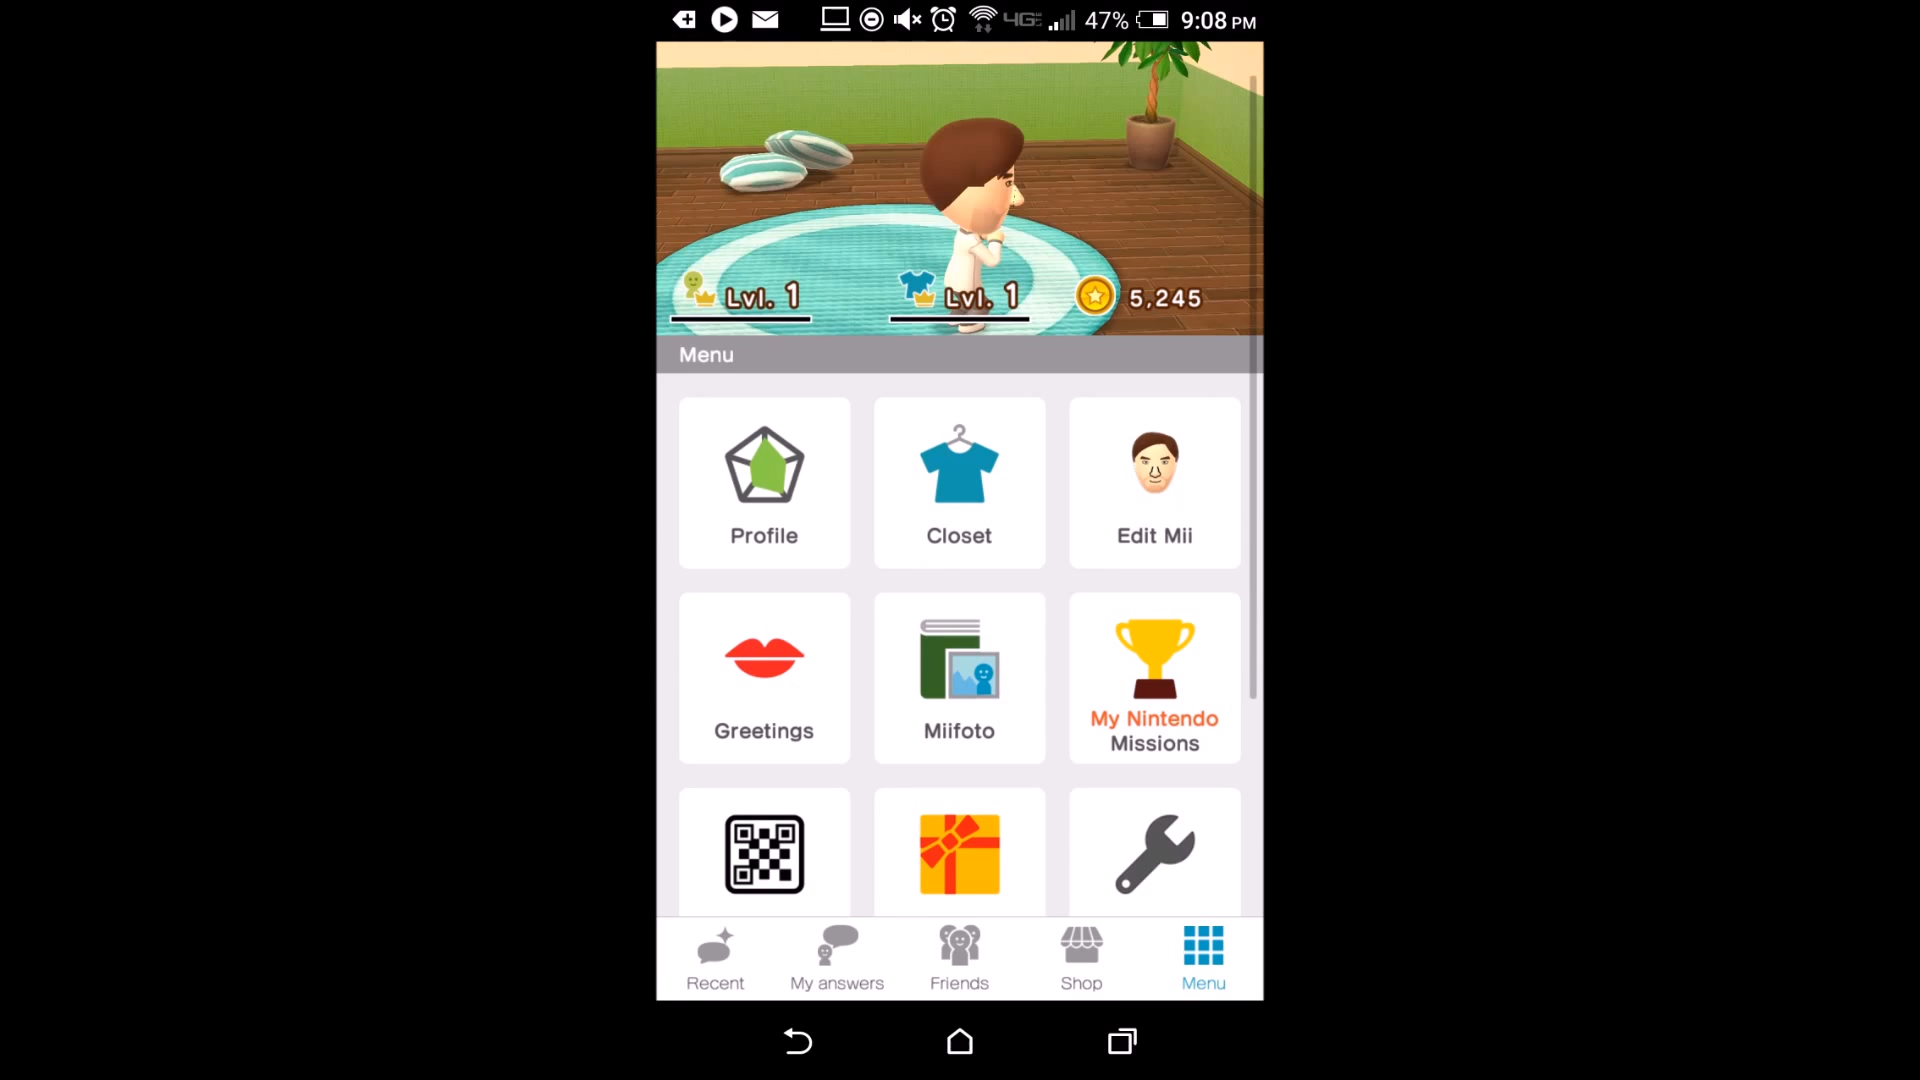 4G 47% 9:08 PM
Lvl. 1 Lvl. 1 5,245
Menu
Profile Closet Edit Mii
Greetings Miifoto My Nintendo
Missions
Recent My answers Friends Shop Menu